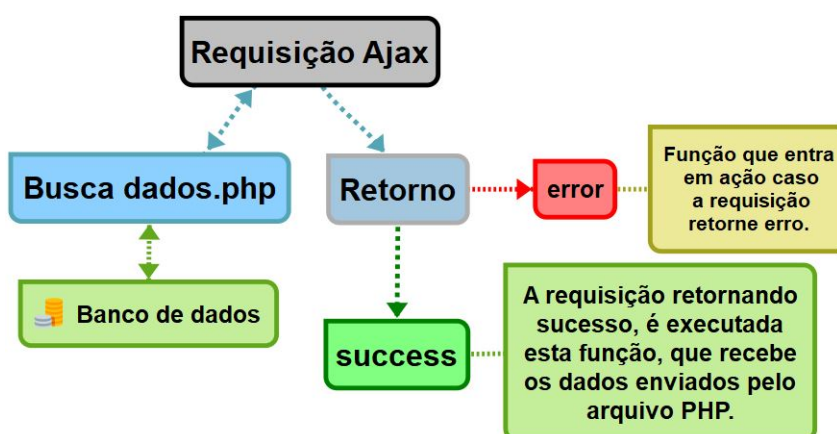 Requisição Ajax
Busca dados.php
Retorno
error
Função que entra
em ação caso
a requisição
retorne erro.
Banco de dados
success
A requisição retornando
sucesso, é executada
esta função, que recebe
os dados enviados pelo
arquivo PHP.